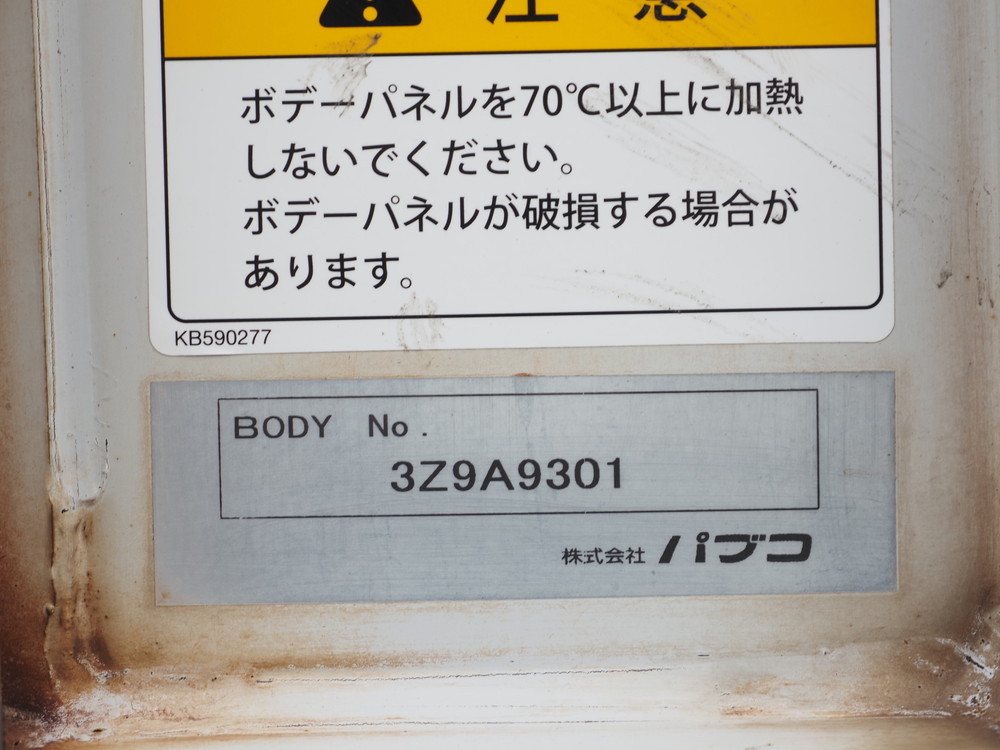 注意
ボデーパネルを70℃以上に加熱
しないでください。
ボデーパネルが破損する場合が
あります。
KB590277
BODY No.
3Z9A9301
株式会社 パブコ